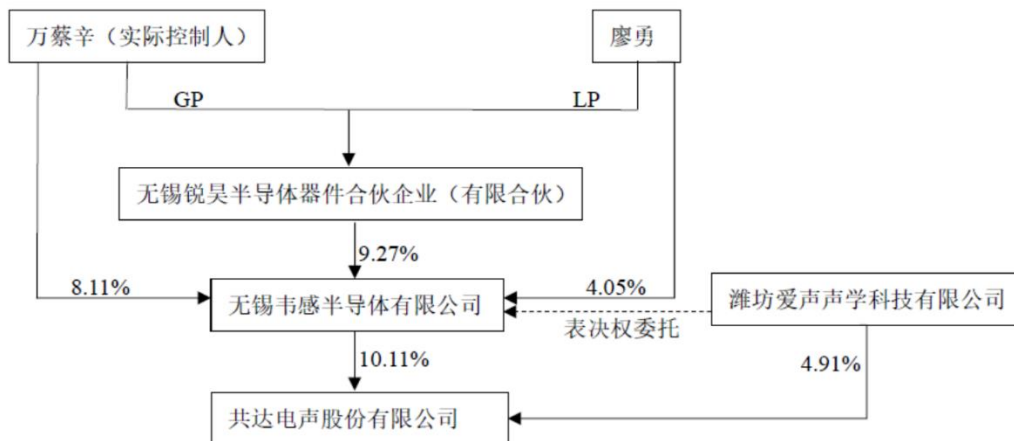 万蔡辛（实际控制人）
廖勇
GP
LP
无锡锐昊半导体器件合伙企业（有限合伙）
9.27%
8.11%
4.05%
无锡韦感半导体有限公司
潍坊爱声声学科技有限公司
表决权委托
10.11%
4.91%
共达电声股份有限公司